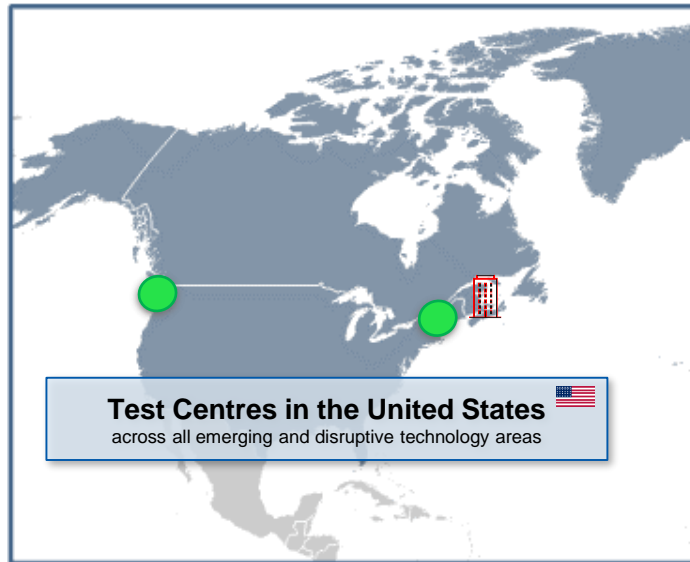 Test Centres in the United States
across all emerging and disruptive technology areas